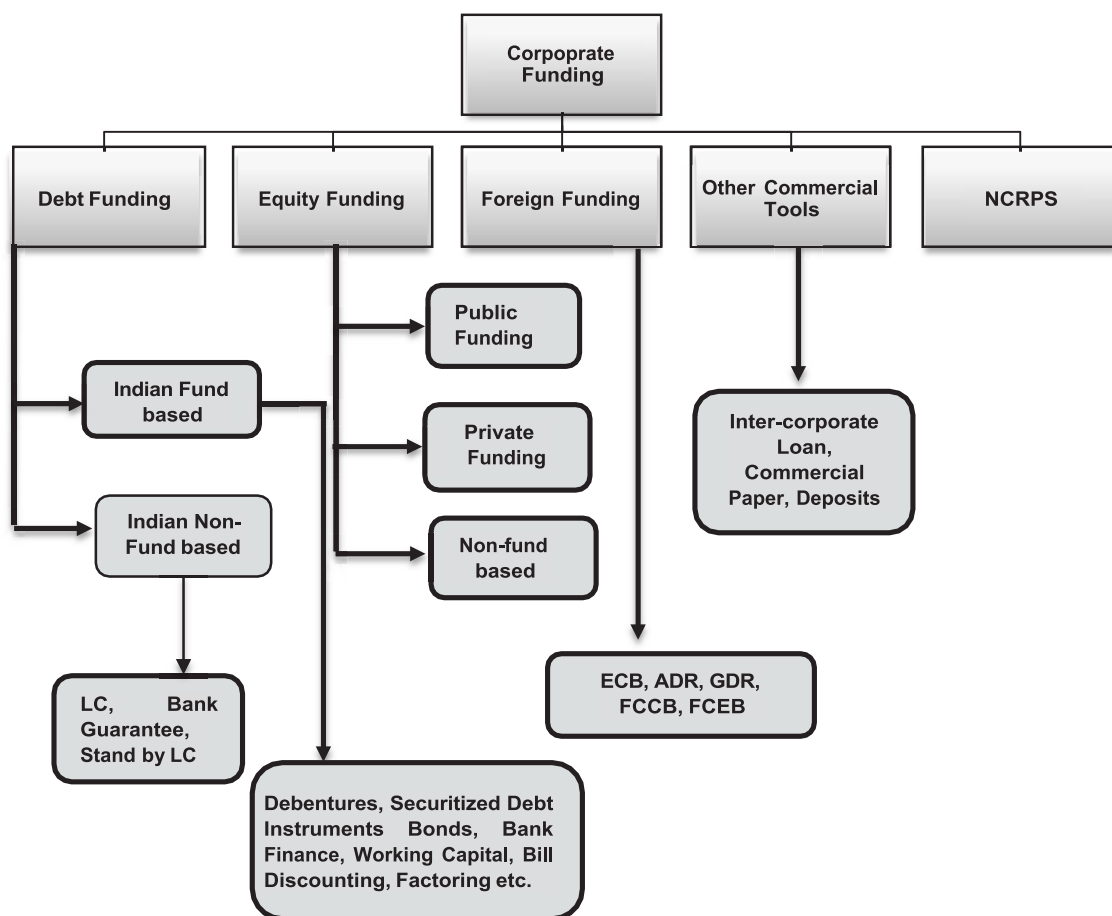 Corpoprate
Funding
Debt Funding
Equity Funding
Foreign Funding
Other Commercial
Tools
NCRPS
Public
Funding
Indian Fund
based
Private
Funding
Inter-corporate
Loan,
Commercial
Paper, Deposits
Indian Non-
Fund based
Non-fund
based
ECB, ADR, GDR,
FCCB, FCEB
LC, Bank
Guarantee,
Stand by LC
Debentures, Securitized Debt
Instruments Bonds, Bank
Finance, Working Capital, Bill
Discounting, Factoring etc.